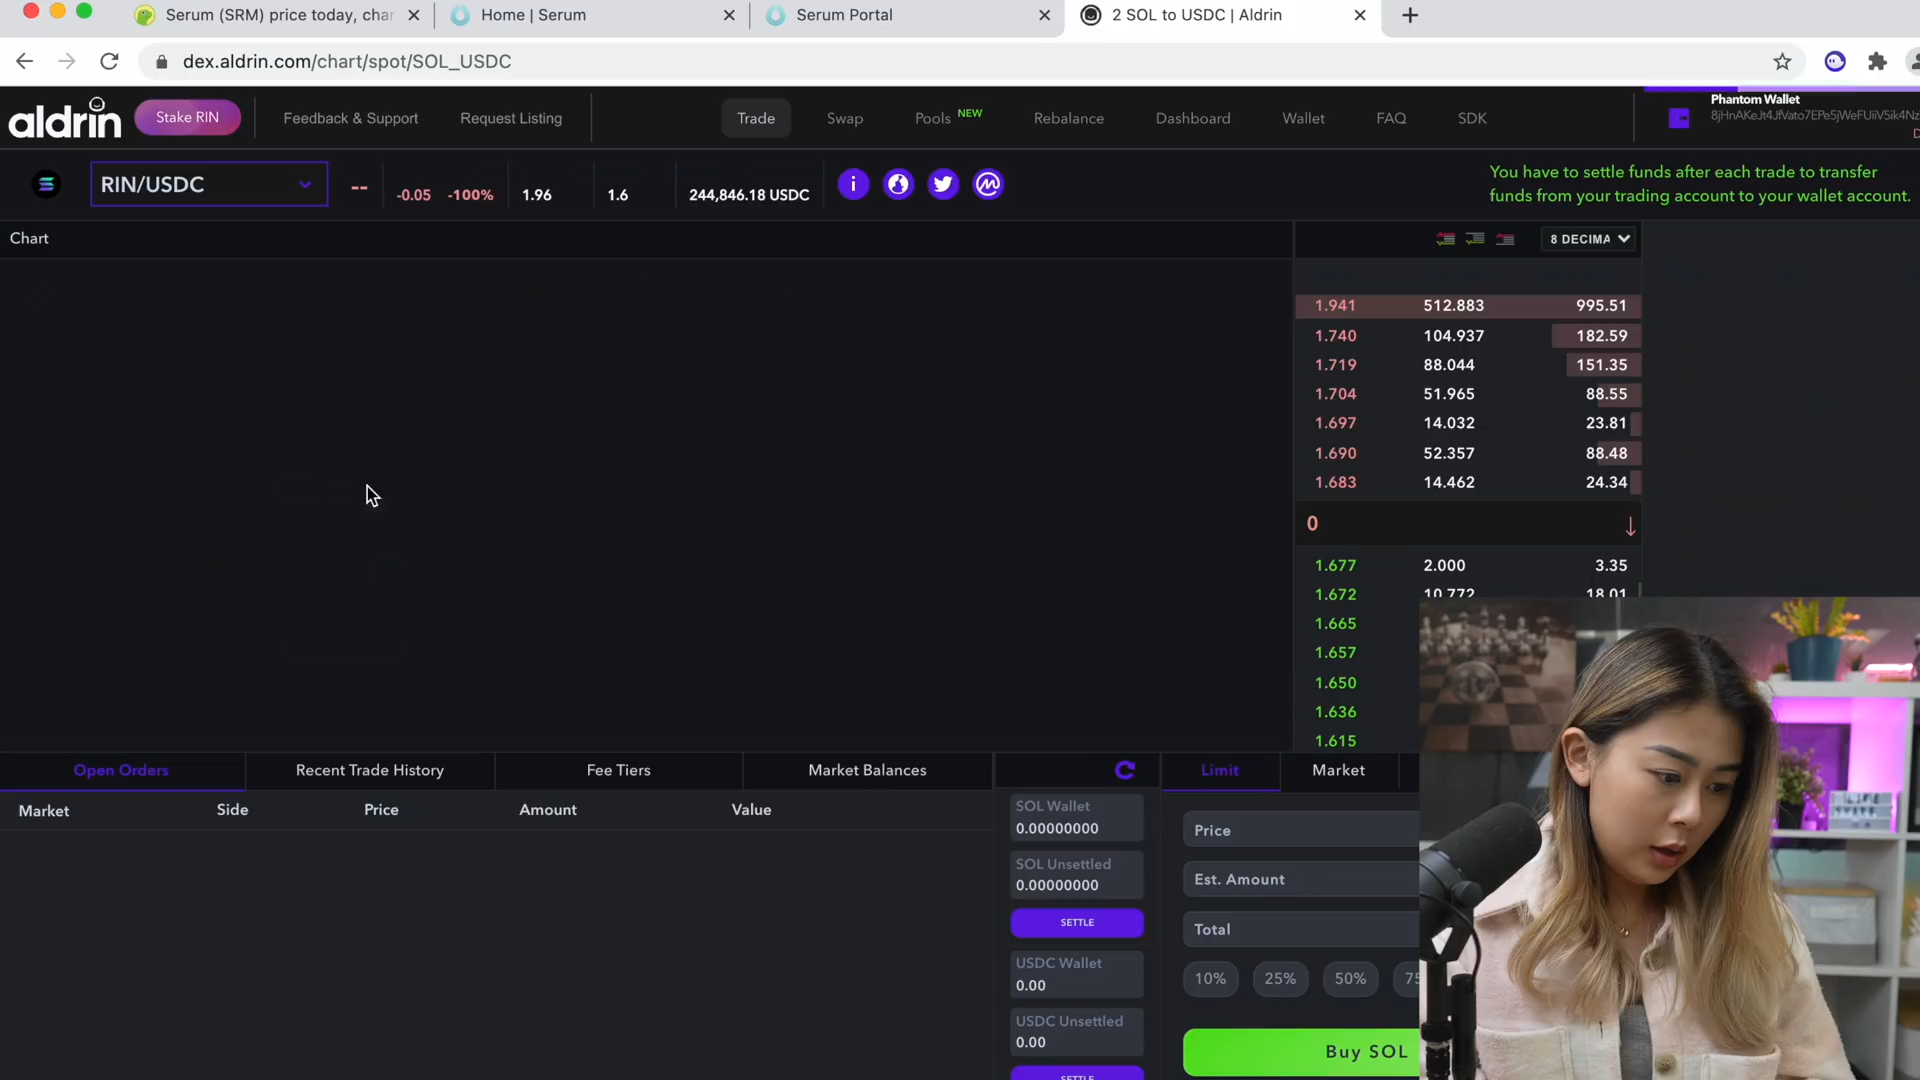 Serum (SRM) price today, char
Home | Serum
Serum Portal
2 SOL to USDC | Aldrin
dex.aldrin.com/chart/spot/SOL_USDC
aldrin
Stake RIN
Feedback & Support
Request Listing
Trade
Swap
Pools NEW
Rebalance
Dashboard
Wallet
FAQ
SDK
Phantom Wallet
8jHnAKeJt4JfVato7EPe5jWeFUiiV5ik4Nz
RIN/USDC
--
-0.05
-100%
1.96
1.6
244,846.18 USDC
You have to settle funds after each trade to transfer
funds from your trading account to your wallet account.
Chart
8 DECIMA
1.941 512.883 995.51
1.740 104.937 182.59
1.719 88.044 151.35
1.704 51.965 88.55
1.697 14.032 23.81
1.690 52.357 88.48
1.683 14.462 24.34
0 ↓
1.677 2.000 3.35
1.672 10.772 18.01
1.665
1.657
1.650
1.636
1.615
Open Orders
Recent Trade History
Fee Tiers
Market Balances
Limit
Market
Market Side Price Amount Value
SOL Wallet
0.00000000
SOL Unsettled
0.00000000
SETTLE
USDC Wallet
0.00
USDC Unsettled
0.00
SETTLE
Price
Est. Amount
Total
10% 25% 50% 75
Buy SOL